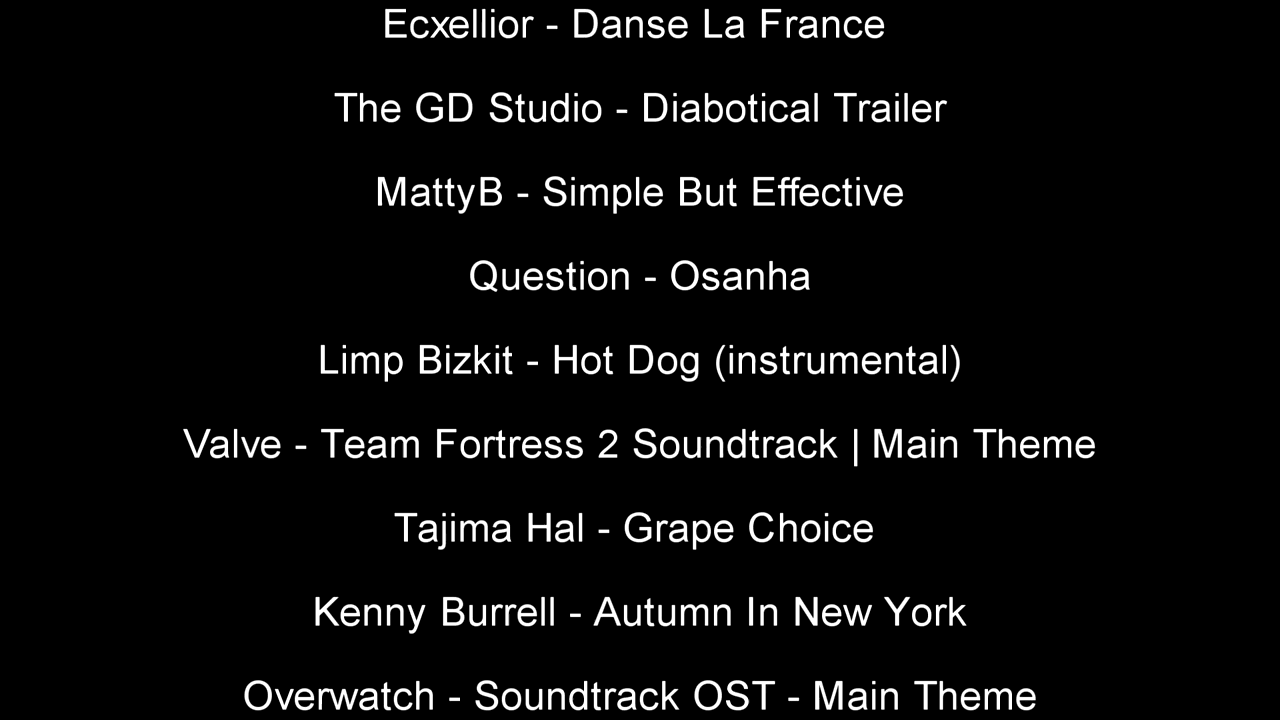 Ecxellior - Danse La France
The GD Studio - Diabotical Trailer
MattyB - Simple But Effective
Question - Osanha
Limp Bizkit - Hot Dog (instrumental)
Valve - Team Fortress 2 Soundtrack | Main Theme
Tajima Hal - Grape Choice
Kenny Burrell - Autumn In New York
Overwatch - Soundtrack OST - Main Theme